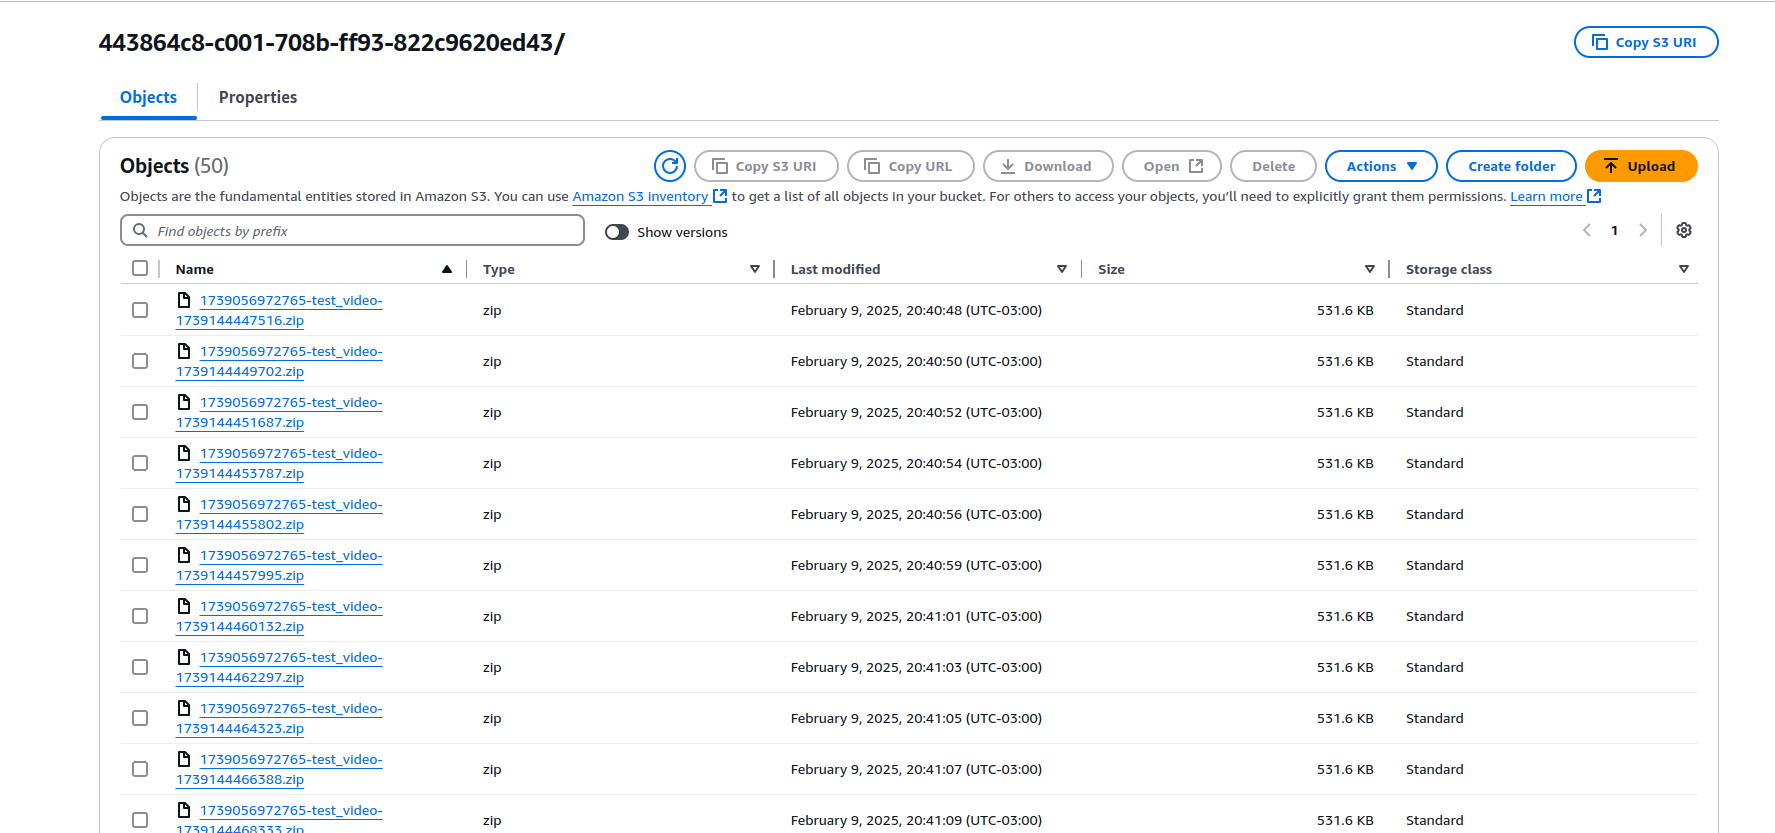 443864c8-c001-708b-ff93-822c9620ed43/
Copy S3 URI
Objects
Properties
Objects (50)
Copy S3 URI
Copy URL
Download
Open
Delete
Actions
Create folder
Upload
Objects are the fundamental entities stored in Amazon S3. You can use Amazon S3 inventory to get a list of all objects in your bucket. For others to access your objects, you'll need to explicitly grant them permissions. Learn more
Find objects by prefix
Show versions
1
Name Type Last modified Size Storage class
1739056972765-test_video-
1739144447516.zip
zip February 9, 2025, 20:40:48 (UTC-03:00) 531.6 KB Standard
1739056972765-test_video-
1739144449702.zip
zip February 9, 2025, 20:40:50 (UTC-03:00) 531.6 KB Standard
1739056972765-test_video-
1739144451687.zip
zip February 9, 2025, 20:40:52 (UTC-03:00) 531.6 KB Standard
1739056972765-test_video-
1739144453787.zip
zip February 9, 2025, 20:40:54 (UTC-03:00) 531.6 KB Standard
1739056972765-test_video-
1739144455802.zip
zip February 9, 2025, 20:40:56 (UTC-03:00) 531.6 KB Standard
1739056972765-test_video-
1739144457995.zip
zip February 9, 2025, 20:40:59 (UTC-03:00) 531.6 KB Standard
1739056972765-test_video-
1739144460132.zip
zip February 9, 2025, 20:41:01 (UTC-03:00) 531.6 KB Standard
1739056972765-test_video-
1739144462297.zip
zip February 9, 2025, 20:41:03 (UTC-03:00) 531.6 KB Standard
1739056972765-test_video-
1739144464323.zip
zip February 9, 2025, 20:41:05 (UTC-03:00) 531.6 KB Standard
1739056972765-test_video-
1739144466388.zip
zip February 9, 2025, 20:41:07 (UTC-03:00) 531.6 KB Standard
1739056972765-test_video-
1739144468333.zip
zip February 9, 2025, 20:41:09 (UTC-03:00) 531.6 KB Standard